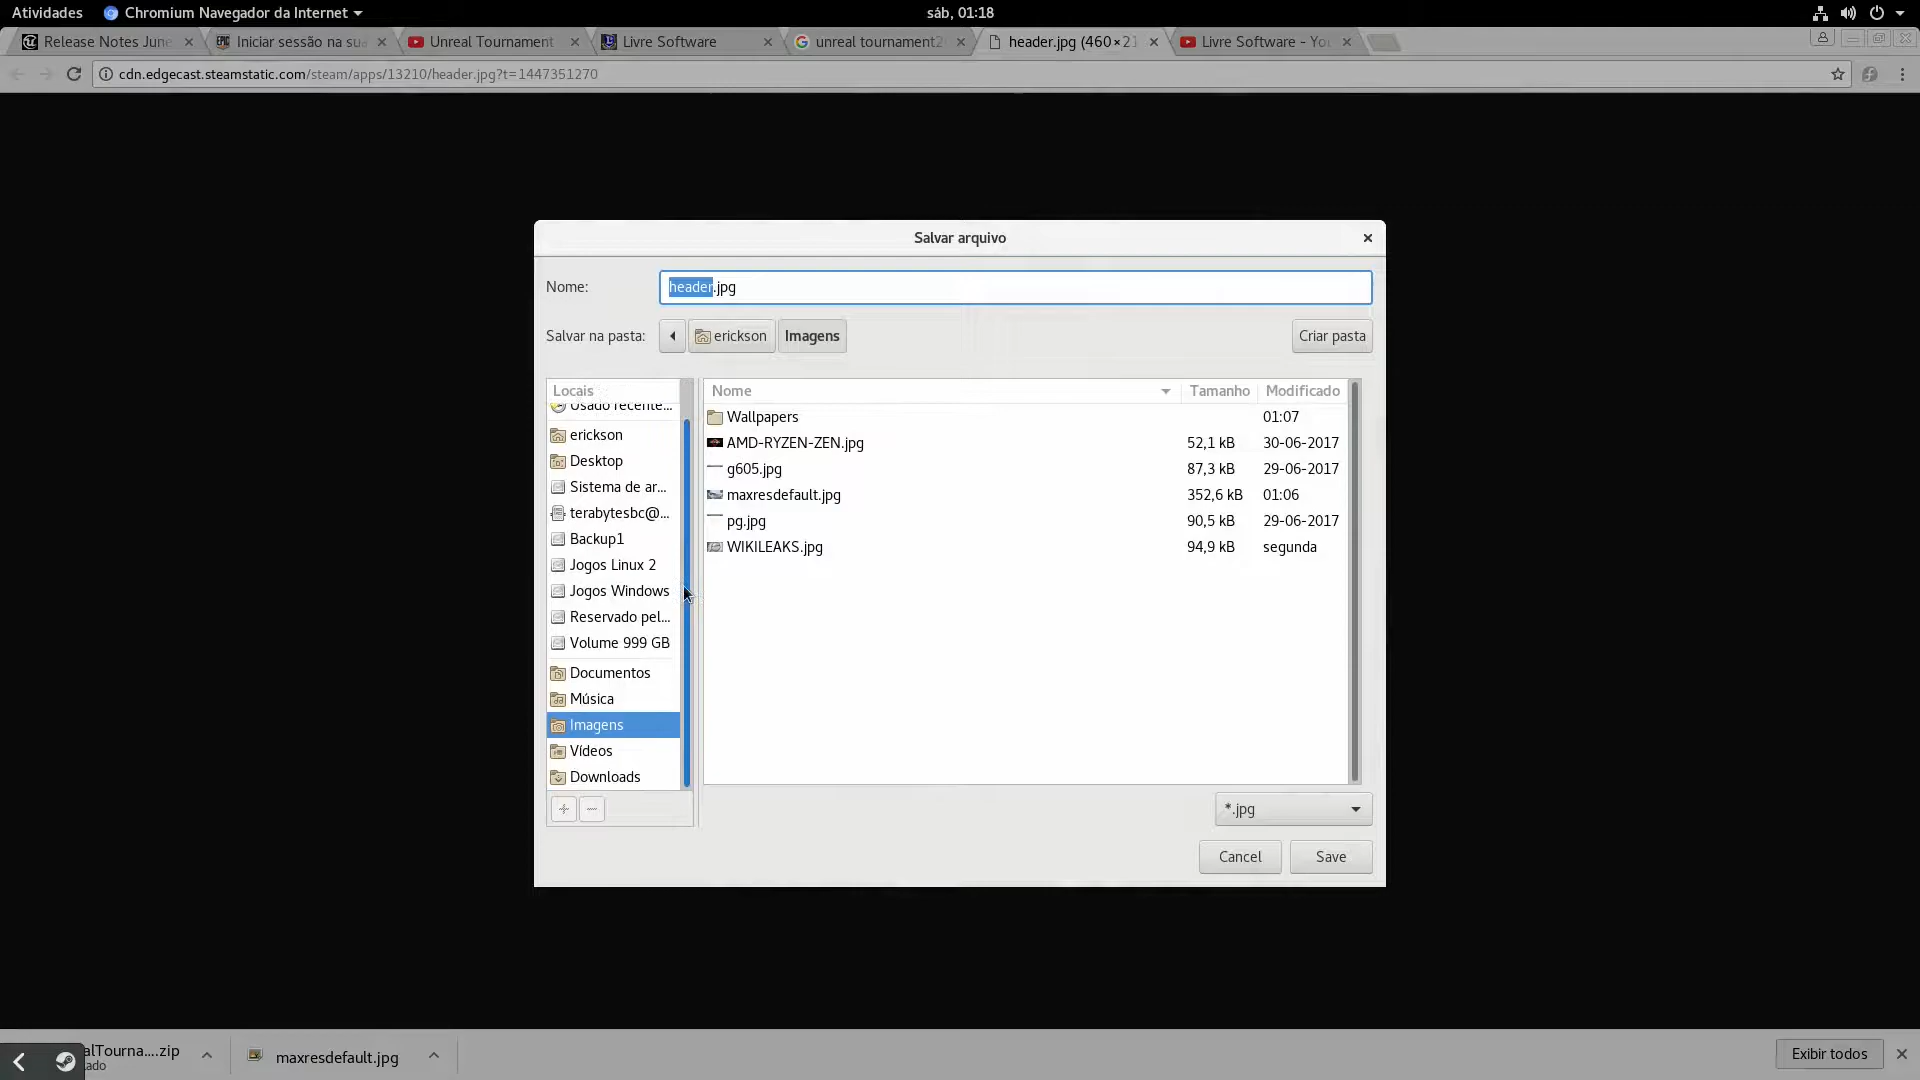 Atividades Chromium Navegador da Internet sáb, 01:18
Release Notes June Iniciar sessão na su Unreal Tournament Livre Software unreal tournament2 header.jpg (460×21 Livre Software - Yo
cdn.edgecast.steamstatic.com/steam/apps/13210/header.jpg?t=1447351270
Salvar arquivo
Nome: header.jpg
Salvar na pasta: erickson Imagens Criar pasta
Locais Nome Tamanho Modificado
Usado recente...
erickson
Desktop
Sistema de ar...
terabytesbc@...
Backup1
Jogos Linux 2
Jogos Windows
Reservado pel...
Volume 999 GB
Documentos
Música
Imagens
Vídeos
Downloads
Wallpapers 01:07
AMD-RYZEN-ZEN.jpg 52,1 kB 30-06-2017
g605.jpg 87,3 kB 29-06-2017
maxresdefault.jpg 352,6 kB 01:06
pg.jpg 90,5 kB 29-06-2017
WIKILEAKS.jpg 94,9 kB segunda
*.jpg
Cancel Save
alTourna....zip
lado
maxresdefault.jpg
Exibir todos